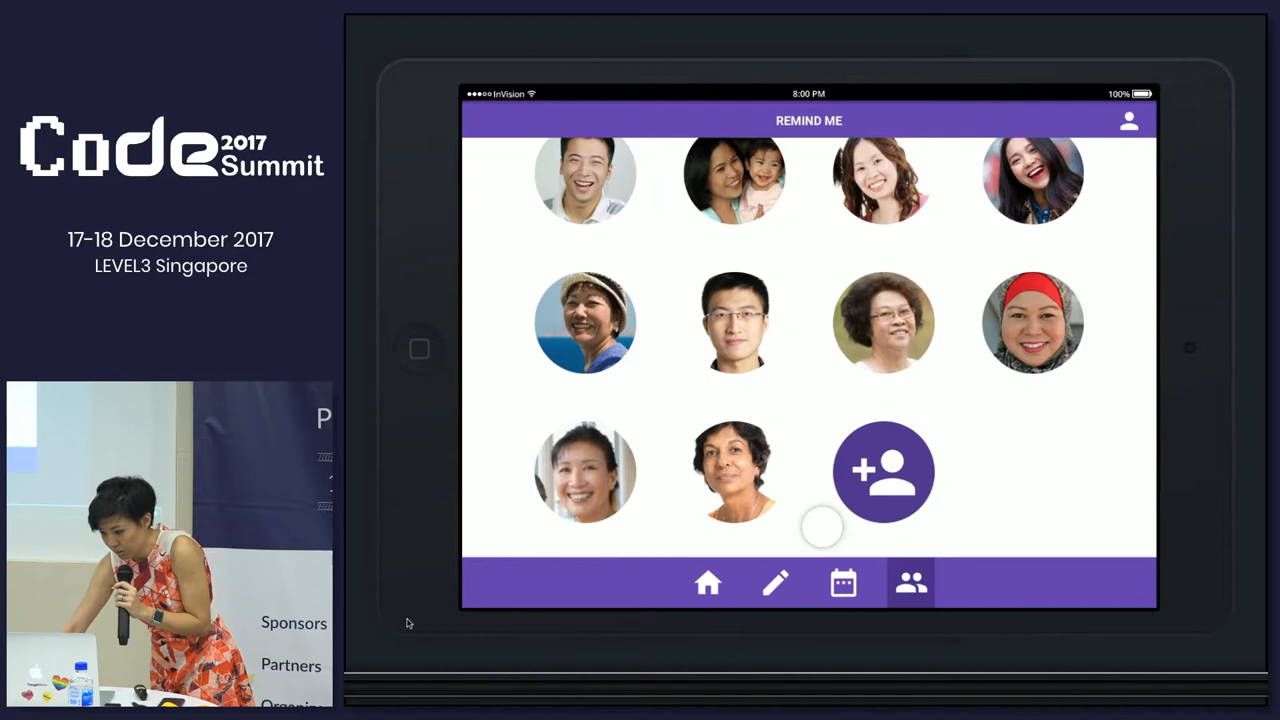 Code 2017 Summit
17-18 December 2017
LEVEL3 Singapore
InVision
8:00 PM
100%
REMIND ME
P
Sponsors
Partners